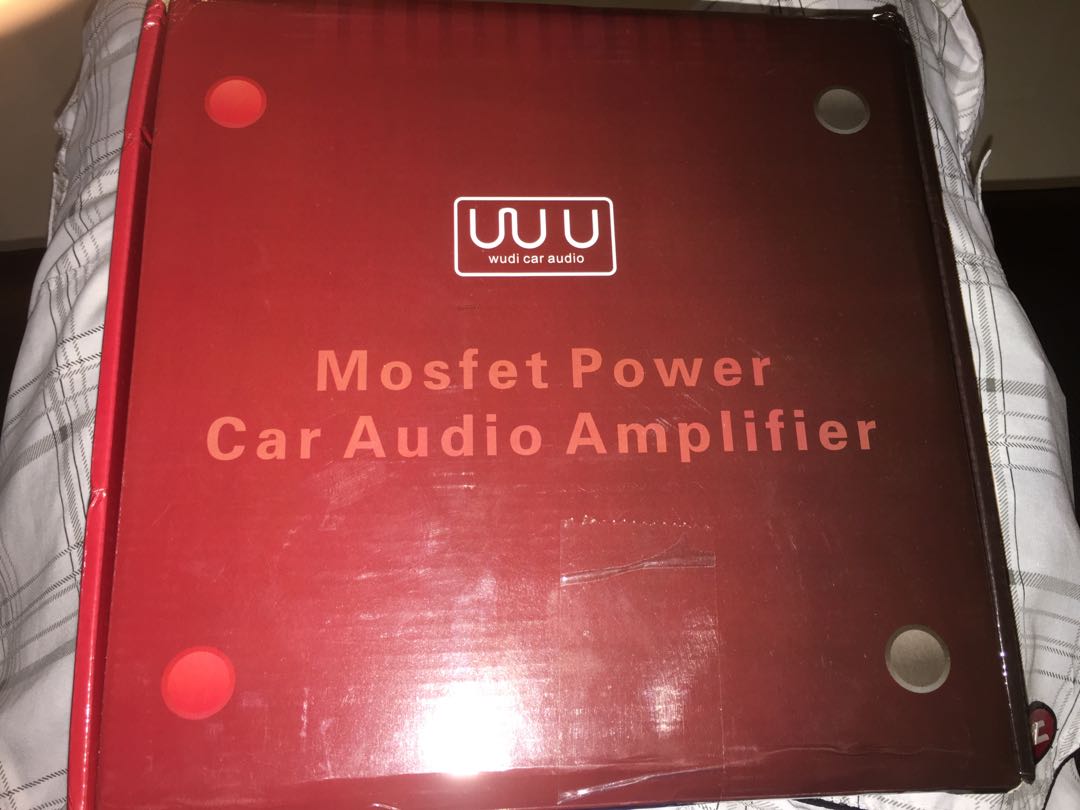 WU
wudi car audio
Mosfet Power
Car Audio Amplifier